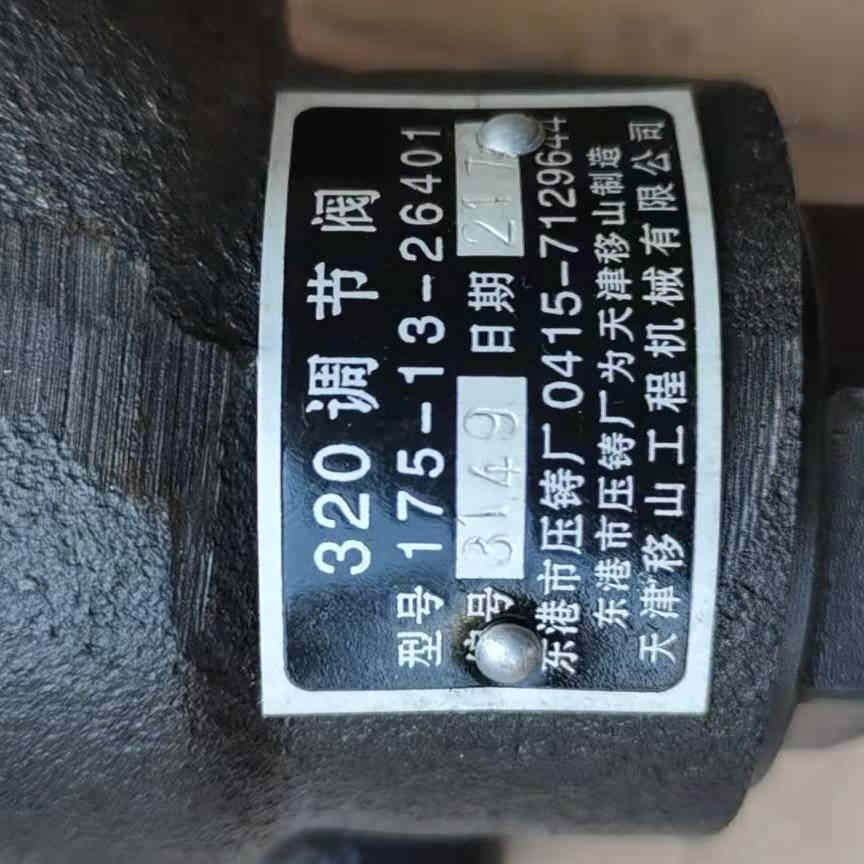 320调节阀
型号 175-13-26401
编号 3149 日期 217
东港市压铸厂 0415-7129644
东港市压铸厂为天津移山制造
天津移山工程机械有限公司